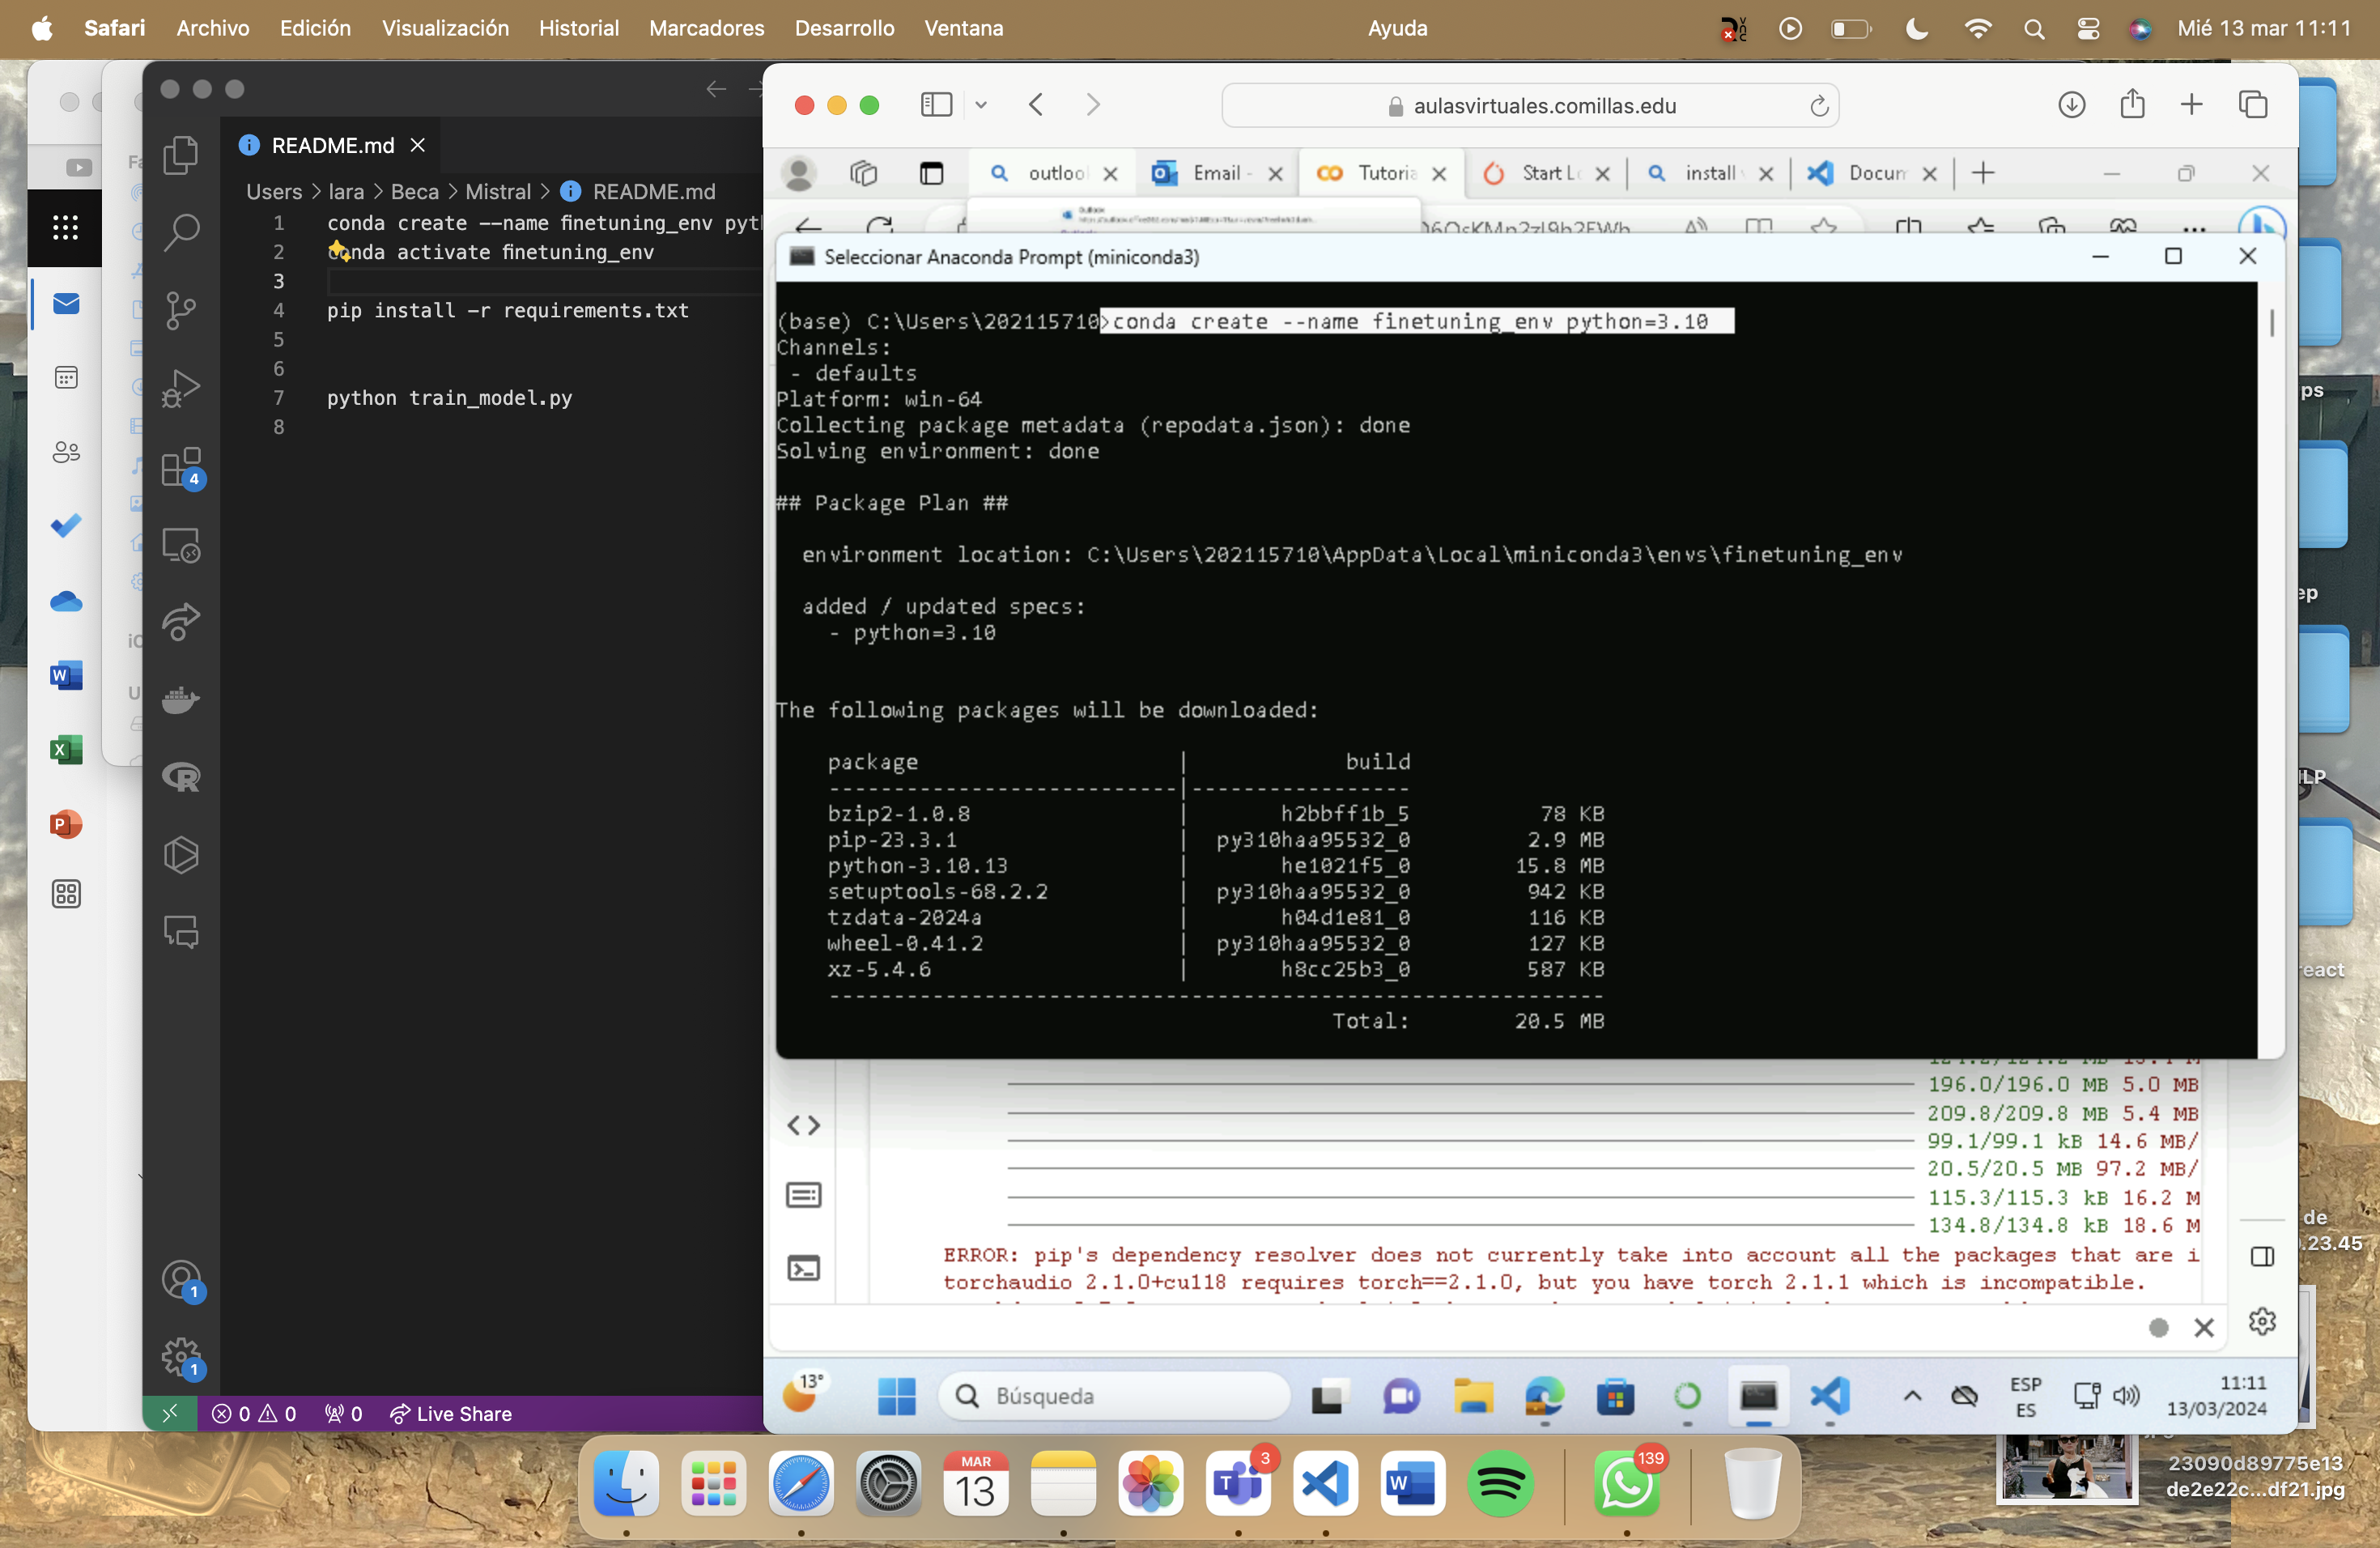 Safari Archivo Edición Visualización Historial Marcadores Desarrollo Ventana Ayuda Mié 13 mar 11:11
README.md
Users > lara > Beca > Mistral > README.md
1 conda create --name finetuning_env
2 conda activate finetuning_env
3
4 pip install -r requirements.txt
5
6
7 python train_model.py
8
4
1
1
0 0 0 Live Share
aulasvirtuales.comillas.edu
Email -
install
Seleccionar Anaconda Prompt (miniconda3)
(base) C:\Users\202115710>conda create --name finetuning_env python=3.10
Channels:
- defaults
Platform: win-64
Collecting package metadata (repodata.json): done
Solving environment: done
## Package Plan ##
environment location: C:\Users\202115710\AppData\Local\miniconda3\envs\finetuning_env
added / updated specs:
- python=3.10
The following packages will be downloaded:
package | build
---------------------------|-----------------
bzip2-1.0.8 | h2bbff1b_5 78 KB
pip-23.3.1 | py310haa95532_0 2.9 MB
python-3.10.13 | he1021f5_0 15.8 MB
setuptools-68.2.2 | py310haa95532_0 942 KB
tzdata-2024a | h04d1e81_0 116 KB
wheel-0.41.2 | py310haa95532_0 127 KB
xz-5.4.6 | h8cc25b3_0 587 KB
------------------------------------------------------------
Total: 20.5 MB
196.0/196.0 MB 5.0 MB
209.8/209.8 MB 5.4 MB
99.1/99.1 kB 14.6 MB/
20.5/20.5 MB 97.2 MB/
115.3/115.3 kB 16.2 M
134.8/134.8 kB 18.6 M
ERROR: pip's dependency resolver does not currently take into account all the packages that are i
torchaudio 2.1.0+cu118 requires torch==2.1.0, but you have torch 2.1.1 which is incompatible.
13°
Búsqueda
ESP
ES
11:11
13/03/2024
MAR
13
3
139
de
.23.45
23090d89775e13
de2e22c...df21.jpg